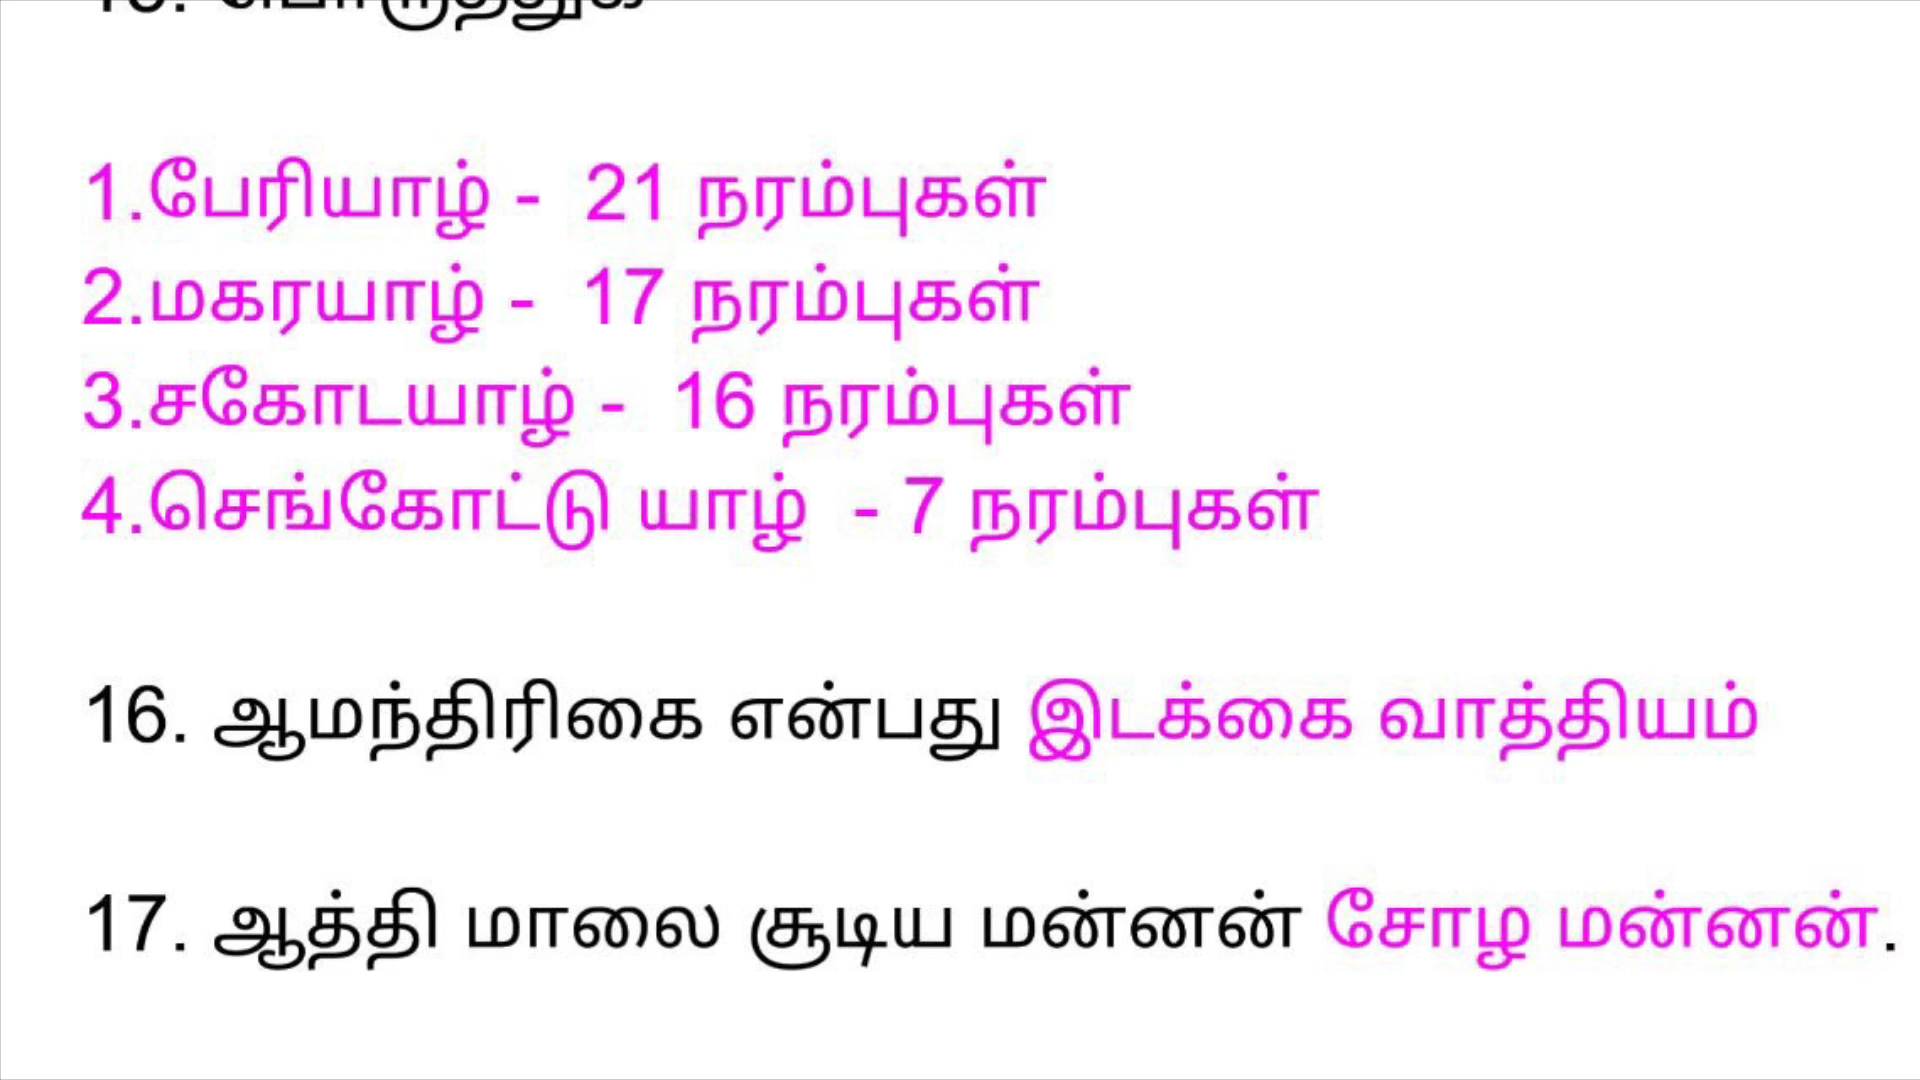 15. பொருத்துக
1.பேரியாழ் - 21 நரம்புகள்
2.மகரயாழ் - 17 நரம்புகள்
3.சகோடயாழ் - 16 நரம்புகள்
4.செங்கோட்டு யாழ் - 7 நரம்புகள்
16. ஆமந்திரிகை என்பது இடக்கை வாத்தியம்
17. ஆத்தி மாலை சூடிய மன்னன் சோழ மன்னன்.